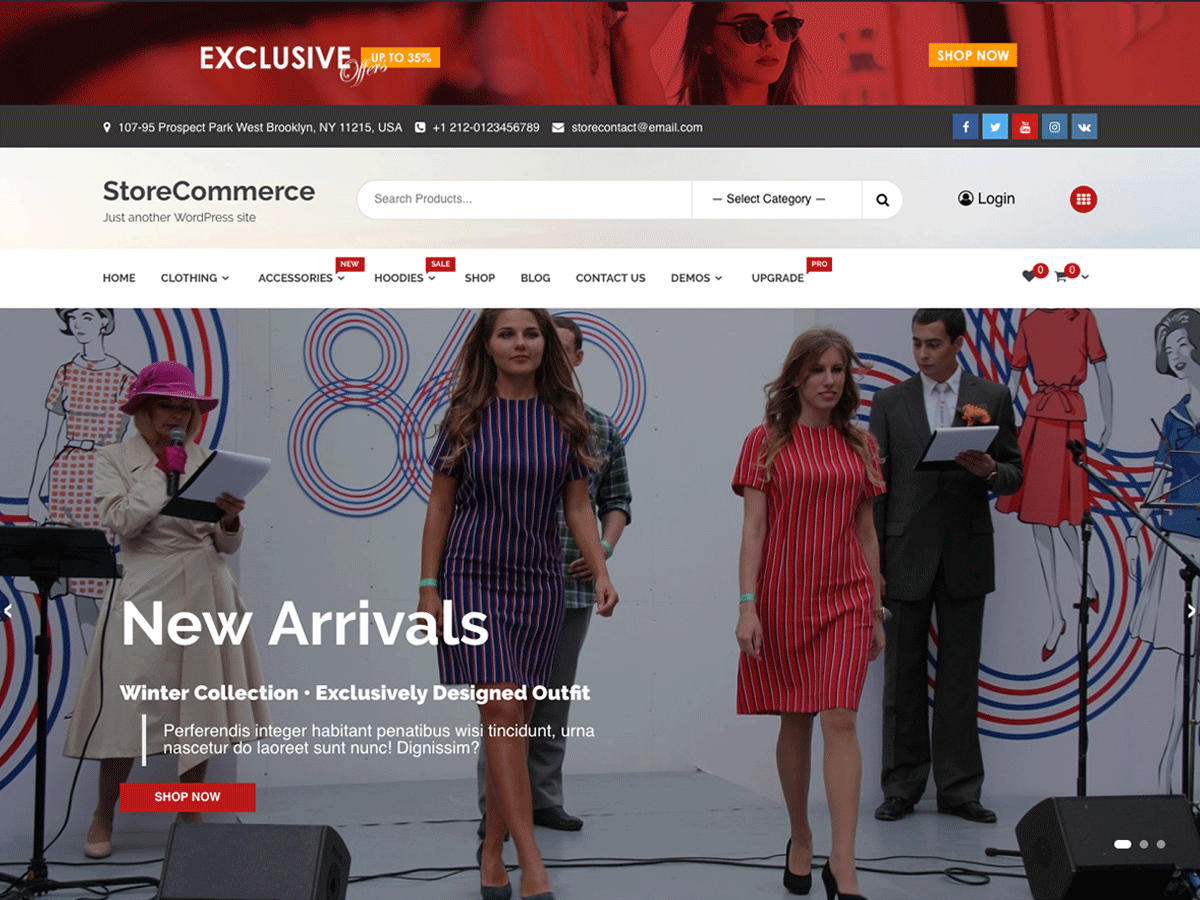 EXCLUSIVE
Offers
UP TO 35%
SHOP NOW
107-95 Prospect Park West Brooklyn, NY 11215, USA
+1 212-0123456789
storecontact@email.com
StoreCommerce
Just another WordPress site
Search Products...
— Select Category —
Login
NEW
SALE
PRO
HOME
CLOTHING
ACCESSORIES
HOODIES
SHOP
BLOG
CONTACT US
DEMOS
UPGRADE
0
0
860
New Arrivals
Winter Collection • Exclusively Designed Outfit
Perferendis integer habitant penatibus wisi tincidunt, urna
nascetur do laoreet sunt nunc! Dignissim?
SHOP NOW